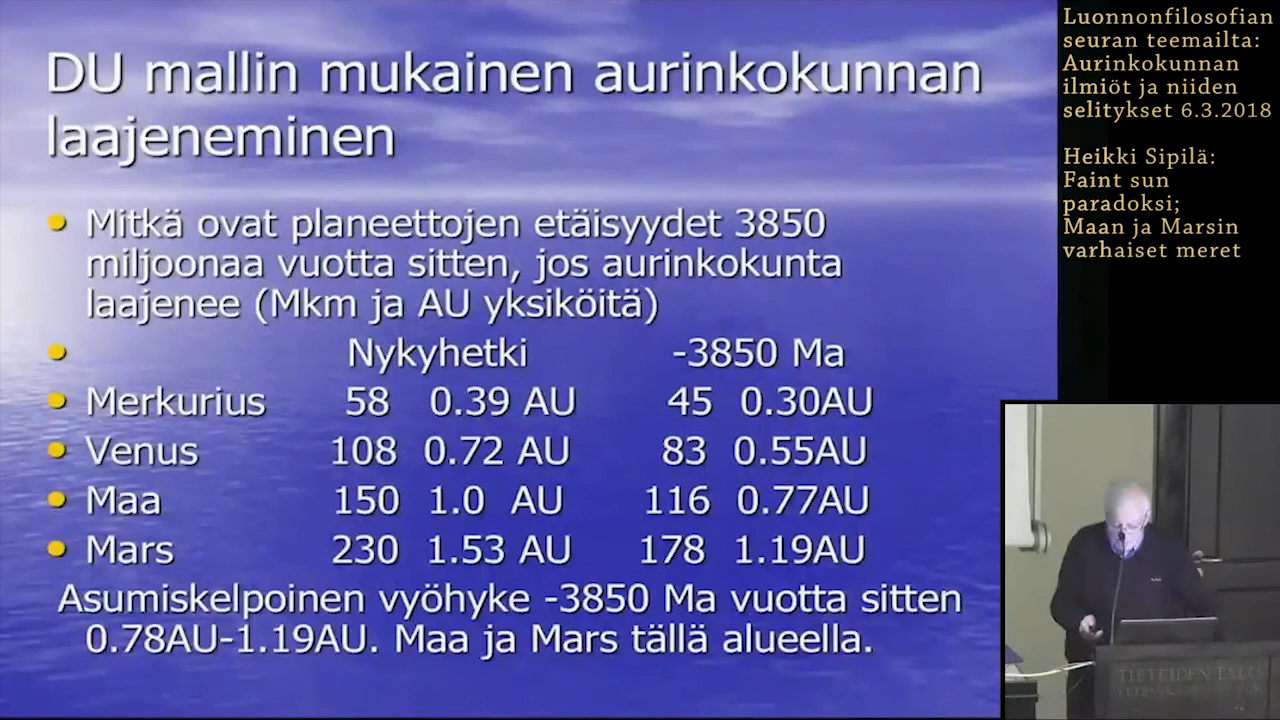 DU mallin mukainen aurinkokunnan
laajeneminen
Mitkä ovat planeettojen etäisyydet 3850
miljoonaa vuotta sitten, jos aurinkokunta
laajenee (Mkm ja AU yksiköitä)
Nykyhetki -3850 Ma
Merkurius 58 0.39 AU 45 0.30AU
Venus 108 0.72 AU 83 0.55AU
Maa 150 1.0 AU 116 0.77AU
Mars 230 1.53 AU 178 1.19AU
Asumiskelpoinen vyöhyke -3850 Ma vuotta sitten
0.78AU-1.19AU. Maa ja Mars tällä alueella.
Luonnonfilosofian
seuran teemailta:
Aurinkokunnan
ilmiöt ja niiden
selitykset 6.3.2018
Heikki Sipilä:
Faint sun
paradoksi;
Maan ja Marsin
varhaiset meret
TIETEIDEN TALO